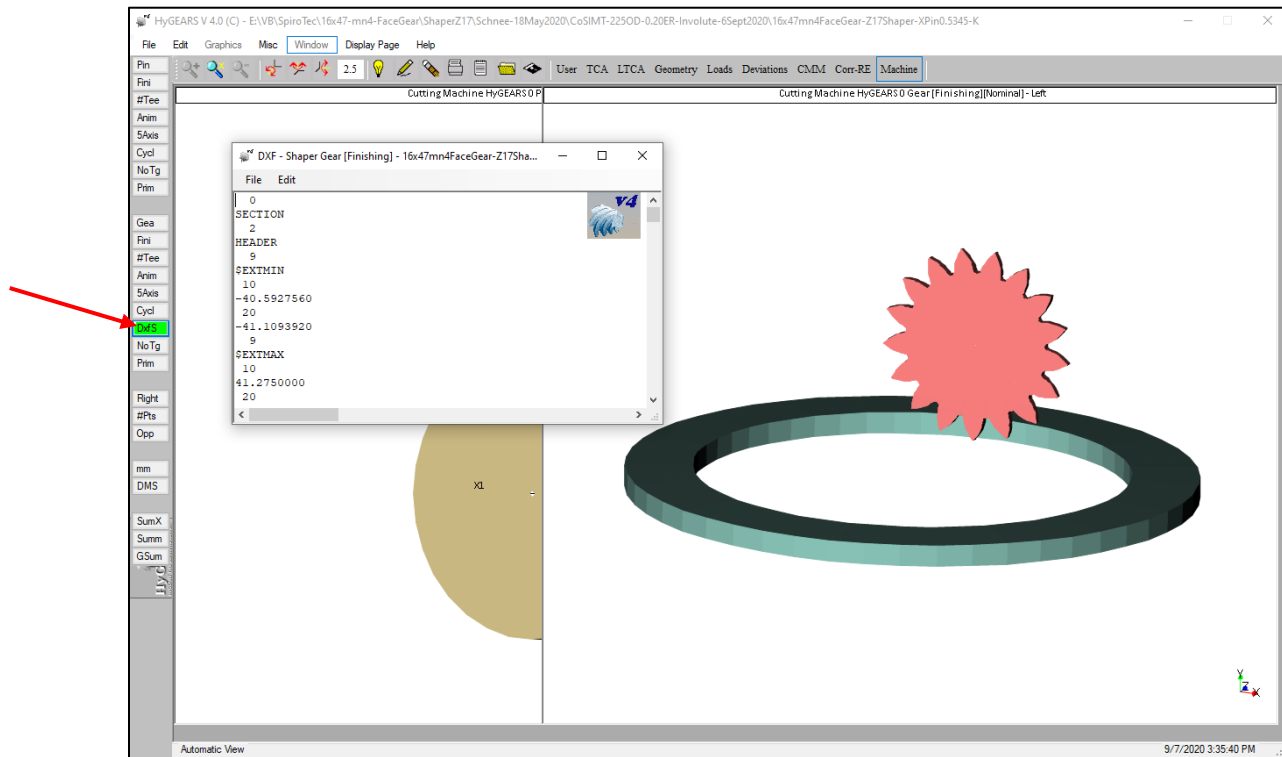 HyGEARS V 4.0 (C) - E:\VB\SpiroTec\16x47-mn4-FaceGear\ShaperZ17\Schnee-18May2020\CoSIMT-225OD-0.20ER-Involute-6Sept2020\16x47mn4FaceGear-Z17Shaper-XPin0.5345-K
File Edit Graphics Misc Window Display Page Help
2.5 User TCA LTCA Geometry Loads Deviations CMM Corr-RE Machine
Pin
Fini
#Tee
Anim
5Axis
Cycl
NoTg
Prim
Gea
Fini
#Tee
Anim
5Axis
Cycl
DxfS
NoTg
Prim
Right
#Pts
Opp
mm
DMS
SumX
Summ
GSum
HyG
Cutting Machine HyGEARS 0 P
Cutting Machine HyGEARS 0 Gear [Finishing][Nominal] - Left
DXF - Shaper Gear [Finishing] - 16x47mn4FaceGear-Z17Sha...
File Edit
V4
0
SECTION
2
HEADER
9
$EXTMIN
10
-40.5927560
20
-41.1093920
9
$EXTMAX
10
41.2750000
20
X1
Y
Z
X
Automatic View
9/7/2020 3:35:40 PM